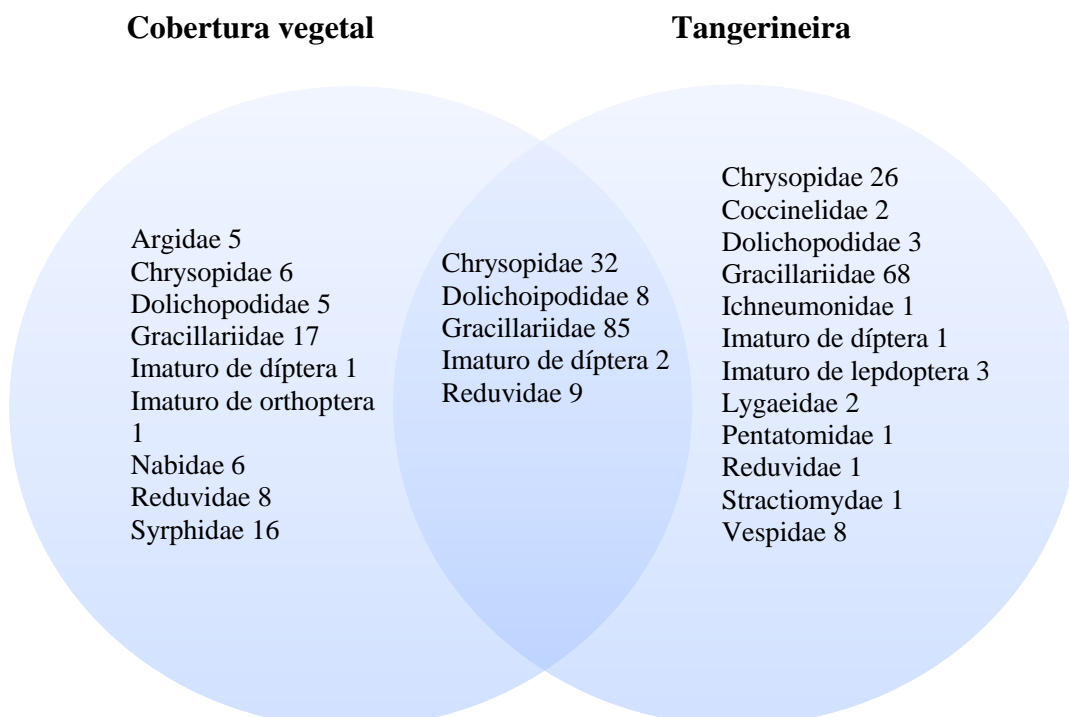 Cobertura vegetal
Tangerineira
Argidae 5
Chrysopidae 6
Dolichopodidae 5
Gracillariidae 17
Imaturo de díptera 1
Imaturo de orthoptera
1
Nabidae 6
Reduvidae 8
Syrphidae 16
Chrysopidae 32
Dolichoipodidae 8
Gracillariidae 85
Imaturo de díptera 2
Reduvidae 9
Chrysopidae 26
Coccinelidae 2
Dolichopodidae 3
Gracillariidae 68
Ichneumonidae 1
Imaturo de díptera 1
Imaturo de lepdoptera 3
Lygaeidae 2
Pentatomidae 1
Reduvidae 1
Stractiomydae 1
Vespidae 8